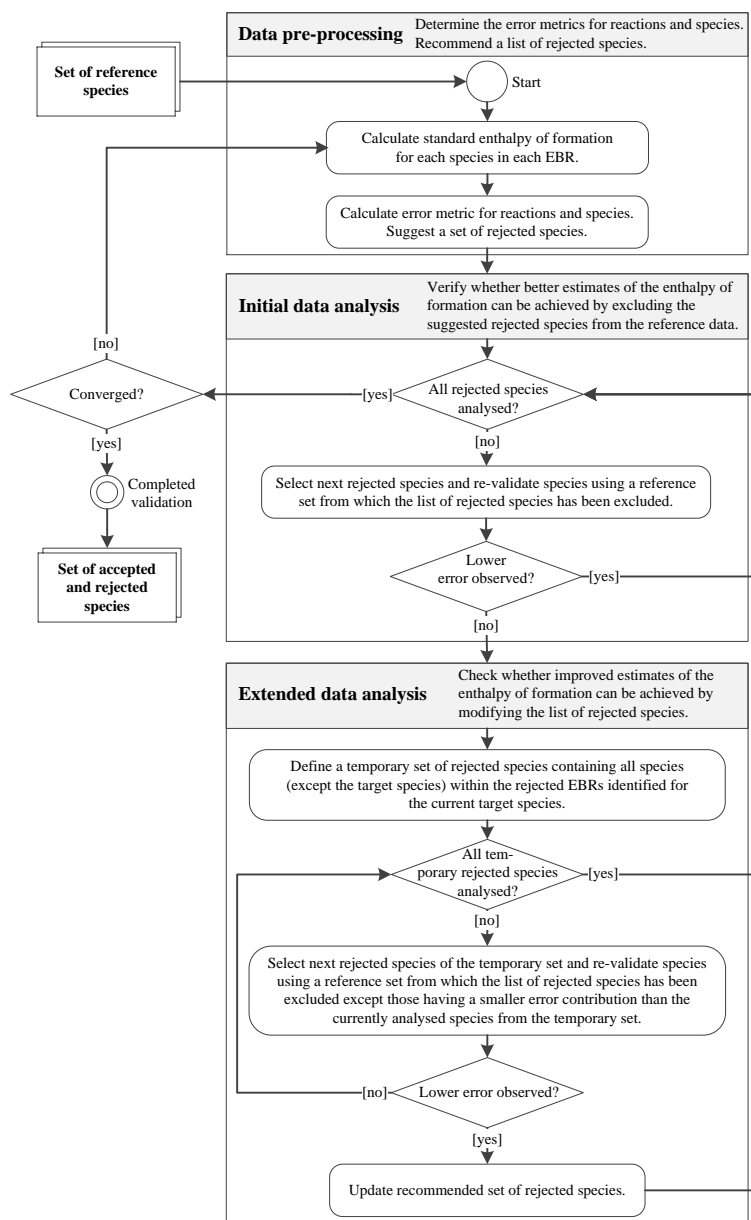 Data pre-processing
Determine the error metrics for reactions and species.
Recommend a list of rejected species.
Set of reference
species
Start
Calculate standard enthalpy of formation
for each species in each EBR.
Calculate error metric for reactions and species.
Suggest a set of rejected species.
Initial data analysis
Verify whether better estimates of the enthalpy of
formation can be achieved by excluding the
suggested rejected species from the reference data.
[no]
Converged?
[yes]
All rejected species
analysed?
[yes]
[no]
Completed
validation
Select next rejected species and re-validate species using a reference
set from which the list of rejected species has been excluded.
Set of accepted
and rejected
species
Lower
error observed?
[yes]
[no]
Extended data analysis
Check whether improved estimates of the
enthalpy of formation can be achieved by
modifying the list of rejected species.
Define a temporary set of rejected species containing all species
(except the target species) within the rejected EBRs identified for
the current target species.
All tem-
porary rejected species
analysed?
[yes]
[no]
Select next rejected species of the temporary set and re-validate species
using a reference set from which the list of rejected species has been
excluded except those having a smaller error contribution than the
currently analysed species from the temporary set.
[no]
Lower error observed?
[yes]
Update recommended set of rejected species.